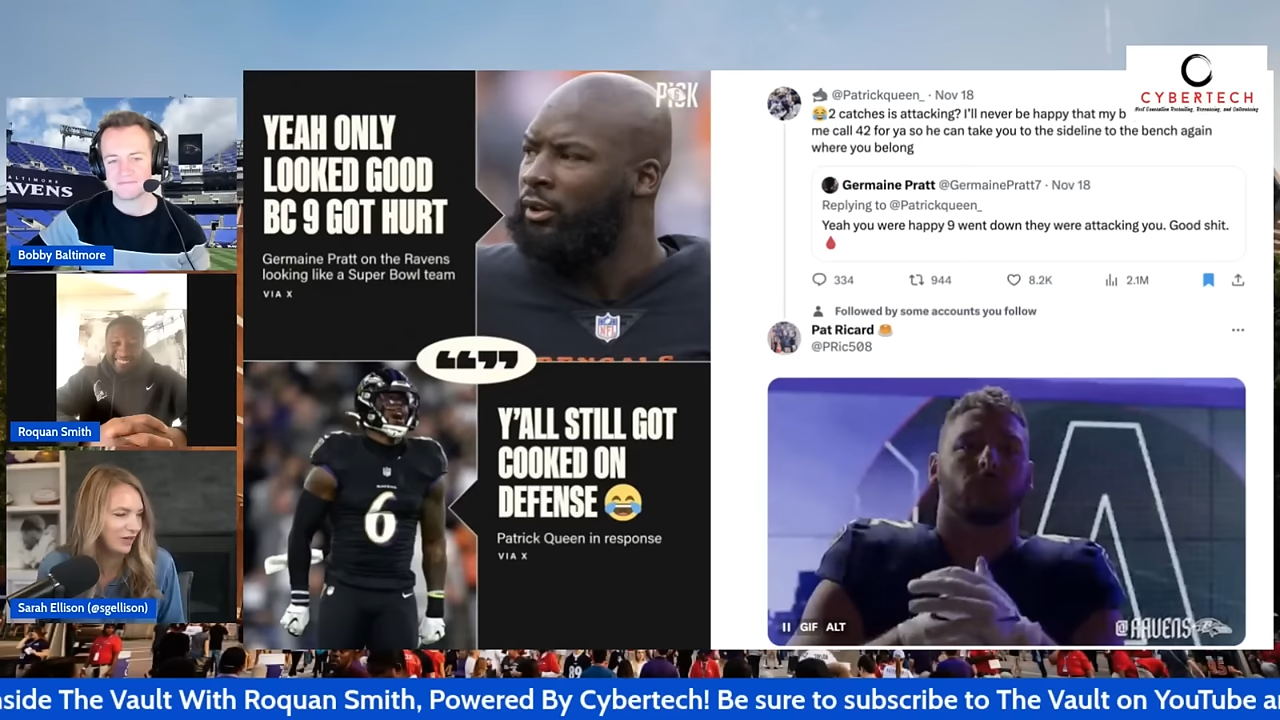 ALTIMORE
AVENS
Bobby Baltimore
Roquan Smith
Sarah Ellison (@sgellison)
YEAH ONLY
LOOKED GOOD
BC 9 GOT HURT
Germaine Pratt on the Ravens
looking like a Super Bowl team
VIA X
NFL
BENGALS
6
Y'ALL STILL GOT
COOKED ON
DEFENSE 😂
Patrick Queen in response
VIA X
CYBERTECH
@Patrickqueen_ · Nov 18
😂2 catches is attacking? I'll never be happy that my b
me call 42 for ya so he can take you to the sideline to the bench again
where you belong
Germaine Pratt @GermainePratt7 · Nov 18
Replying to @Patrickqueen_
Yeah you were happy 9 went down they were attacking you. Good shit.
🩸
334 944 8.2K 2.1M
Followed by some accounts you follow
Pat Ricard 🥞
@PRic508
GIF ALT
@RAVENS
89
nside The Vault With Roquan Smith, Powered By Cybertech! Be sure to subscribe to The Vault on YouTube a